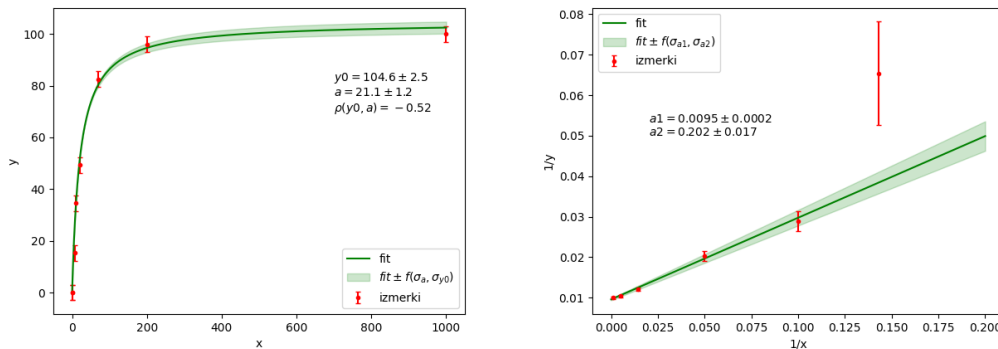 100
80
60
40
20
0
y
y0 = 104.6 ± 2.5
a = 21.1 ± 1.2
ρ(y0, a) = − 0.52
fit
fit ± f(σ_a, σ_y0)
izmerki
0 200 400 600 800 1000
x
0.08
0.07
0.06
0.05
0.04
0.03
0.02
0.01
1/y
fit
fit ± f(σ_a1, σ_a2)
izmerki
a1 = 0.0095 ± 0.0002
a2 = 0.202 ± 0.017
0.000 0.025 0.050 0.075 0.100 0.125 0.150 0.175 0.200
1/x